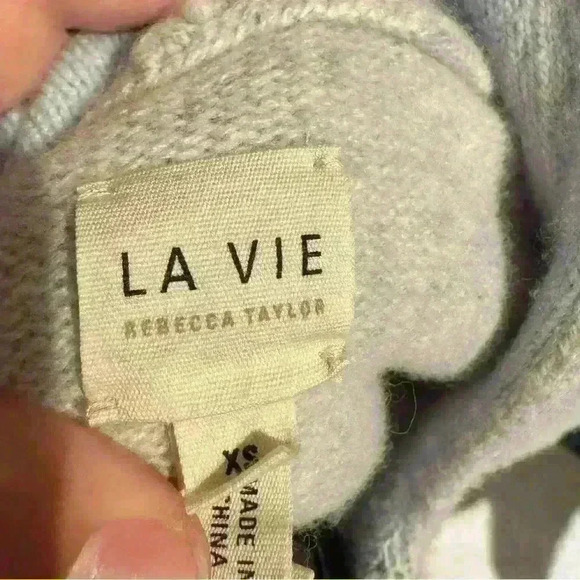 LA VIE
REBECCA TAYLOR
XS
MADE IN
CHINA